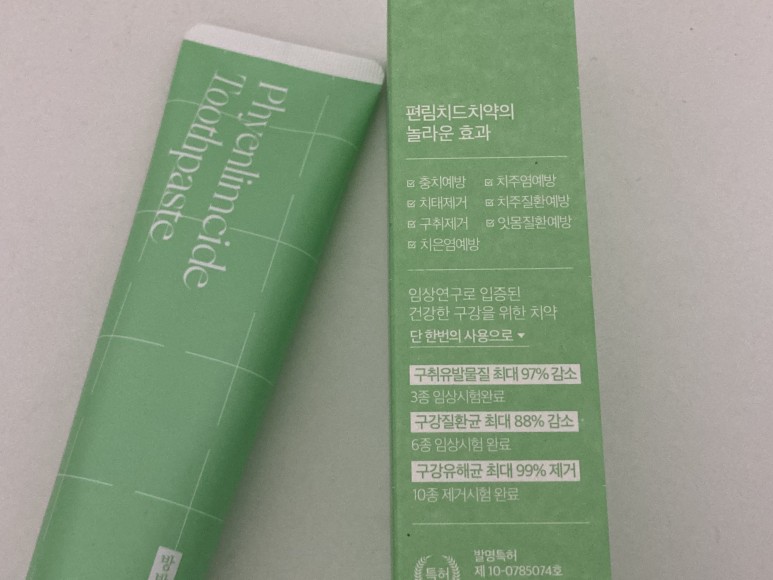 Phyenlimcide
Toothpaste
편림치드치약의
놀라운 효과
충치예방 치주염예방
치태제거 치주질환예방
구취제거 잇몸질환예방
치은염예방
임상연구로 입증된
건강한 구강을 위한 치약
단 한번의 사용으로
구취유발물질 최대 97% 감소
3종 임상시험완료
구강질환균 최대 88% 감소
6종 임상시험 완료
구강유해균 최대 99% 제거
10종 제거시험 완료
특허
발명특허
제 10-0785074호